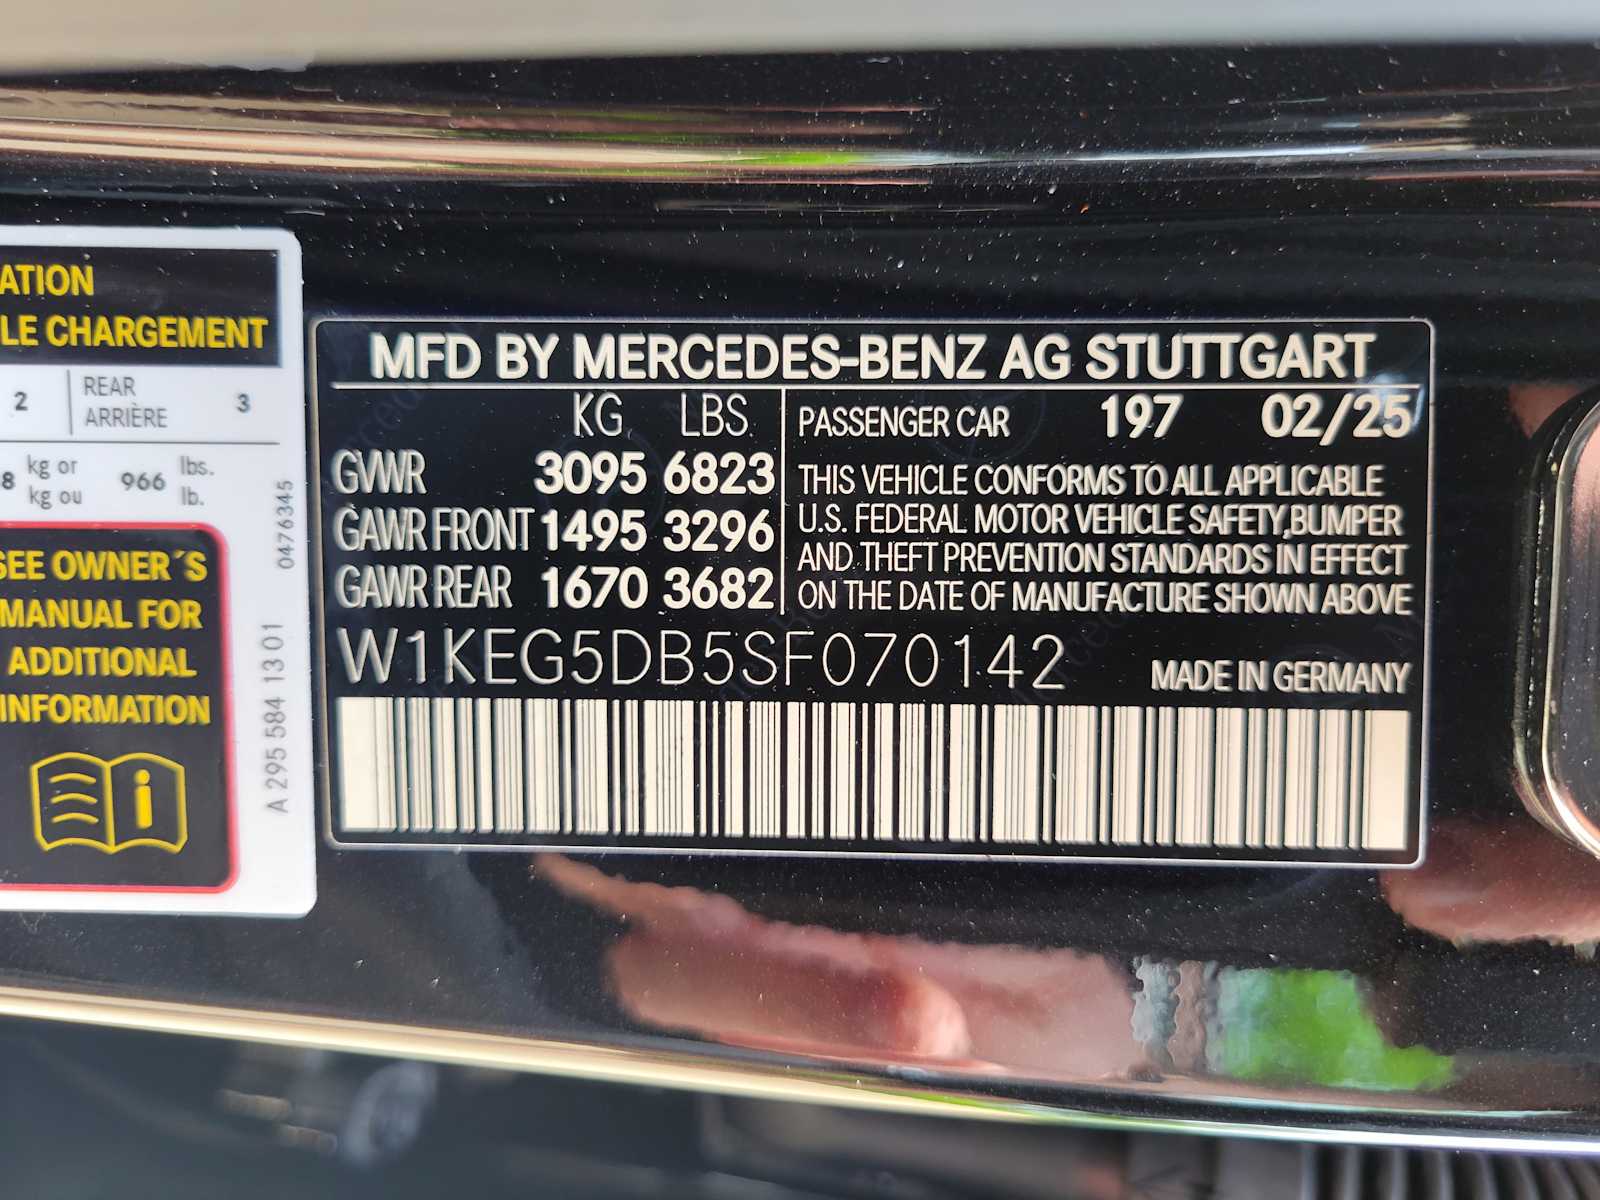 ATION
LE CHARGEMENT
2 REAR ARRIÈRE 3
8 kg or kg ou 966 lbs. lb.
SEE OWNER´S
MANUAL FOR
ADDITIONAL
INFORMATION
0476345
A 295 584 13 01
MFD BY MERCEDES-BENZ AG STUTTGART
KG LBS
GVWR 3095 6823
GAWR FRONT 1495 3296
GAWR REAR 1670 3682
PASSENGER CAR 197 02/25
THIS VEHICLE CONFORMS TO ALL APPLICABLE
U.S. FEDERAL MOTOR VEHICLE SAFETY,BUMPER
AND THEFT PREVENTION STANDARDS IN EFFECT
ON THE DATE OF MANUFACTURE SHOWN ABOVE
W1KEG5DB5SF070142
MADE IN GERMANY